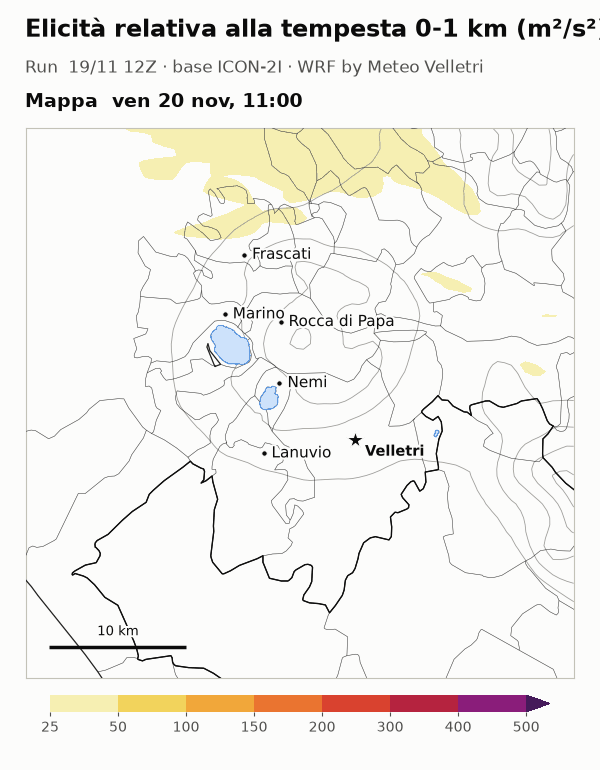 Elicità relativa alla tempesta 0-1 km (m²/s²)
Run  19/11 12Z · base ICON-2I · WRF by Meteo Velletri
Mappa  ven 20 nov, 11:00
Frascati
Marino
Rocca di Papa
Nemi
Velletri
Lanuvio
10 km
25 50 100 150 200 300 400 500